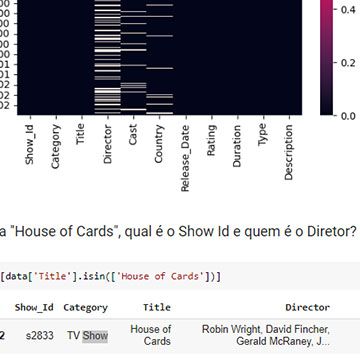 00
00
00
00
00
01
01
01
02
02
0.4
0.2
0.0
Show_Id
Category
Title
Director
Cast
Country
Release_Date
Rating
Duration
Type
Description
a "House of Cards", qual é o Show Id e quem é o Diretor?
[data['Title'].isin(['House of Cards'])]
Show_Id Category Title Director
2 s2833 TV Show House of Cards Robin Wright, David Fincher, Gerald McRaney, J...